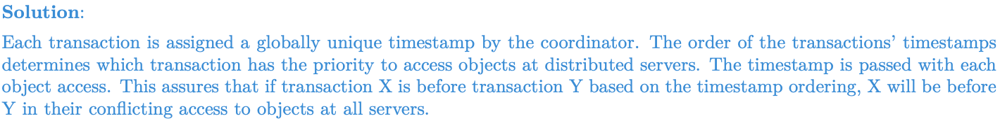 Solution:
Each transaction is assigned a globally unique timestamp by the coordinator. The order of the transactions’ timestamps
determines which transaction has the priority to access objects at distributed servers. The timestamp is passed with each
object access. This assures that if transaction X is before transaction Y based on the timestamp ordering, X will be before
Y in their conflicting access to objects at all servers.